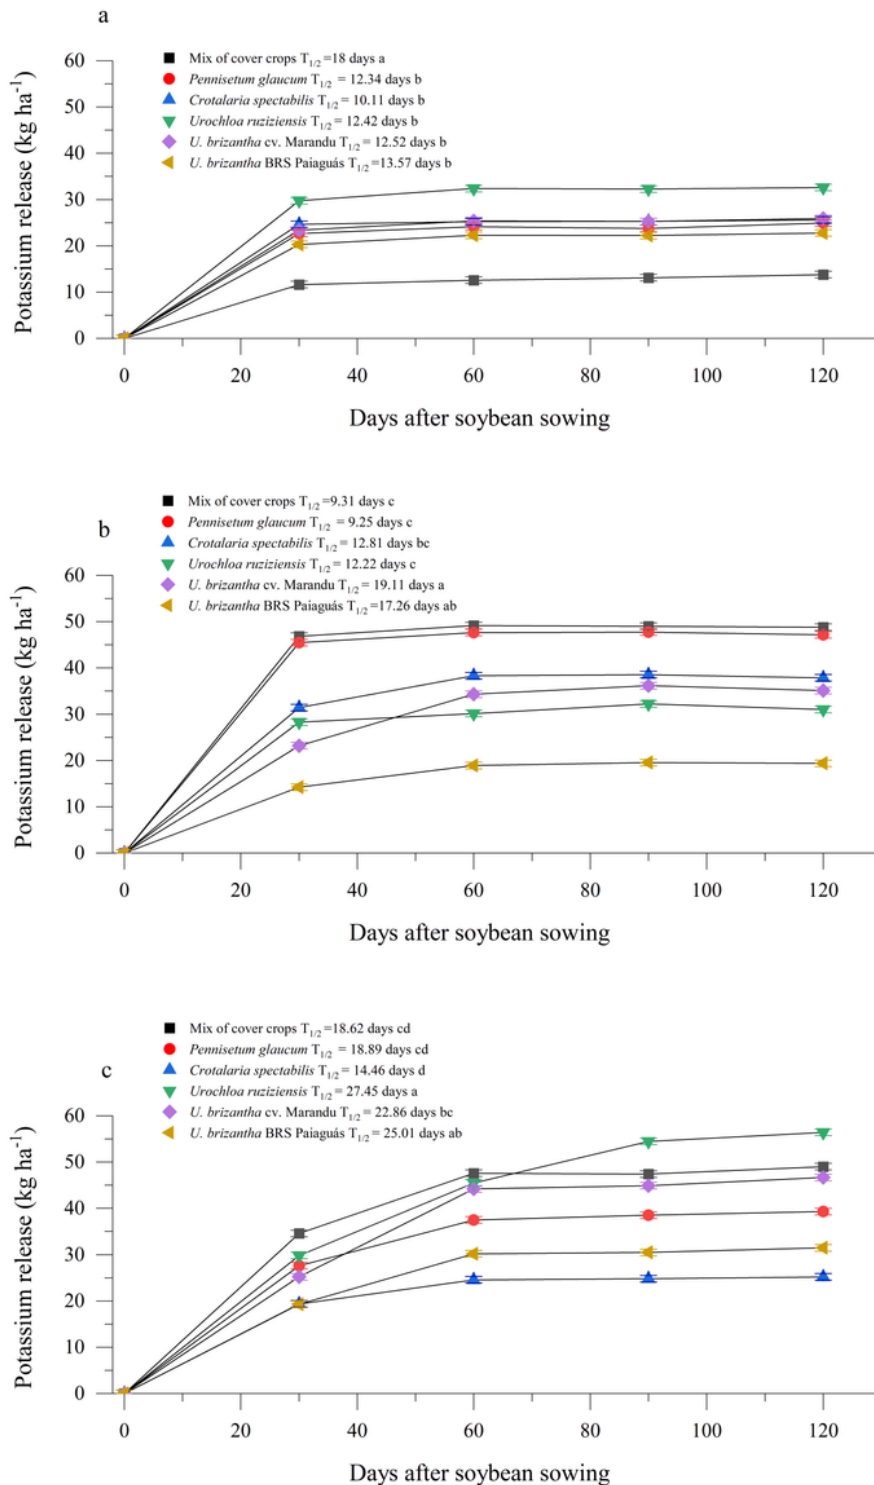 a
Mix of cover crops T1/2 =18 days a
Pennisetum glaucum T1/2 = 12.34 days b
Crotalaria spectabilis T1/2 = 10.11 days b
Urochloa ruziziensis T1/2 = 12.42 days b
U. brizantha cv. Marandu T1/2 = 12.52 days b
U. brizantha BRS Paiaguás T1/2 =13.57 days b
Potassium release (kg ha-1)
60
50
40
30
20
10
0
0 20 40 60 80 100 120
Days after soybean sowing
b
Mix of cover crops T1/2 =9.31 days c
Pennisetum glaucum T1/2 = 9.25 days c
Crotalaria spectabilis T1/2 = 12.81 days bc
Urochloa ruziziensis T1/2 = 12.22 days c
U. brizantha cv. Marandu T1/2 = 19.11 days a
U. brizantha BRS Paiaguás T1/2 =17.26 days ab
Potassium release (kg ha-1)
60
50
40
30
20
10
0
0 20 40 60 80 100 120
Days after soybean sowing
c
Mix of cover crops T1/2 =18.62 days cd
Pennisetum glaucum T1/2 = 18.89 days cd
Crotalaria spectabilis T1/2 = 14.46 days d
Urochloa ruziziensis T1/2 = 27.45 days a
U. brizantha cv. Marandu T1/2 = 22.86 days bc
U. brizantha BRS Paiaguás T1/2 = 25.01 days ab
Potassium release (kg ha-1)
60
50
40
30
20
10
0
0 20 40 60 80 100 120
Days after soybean sowing